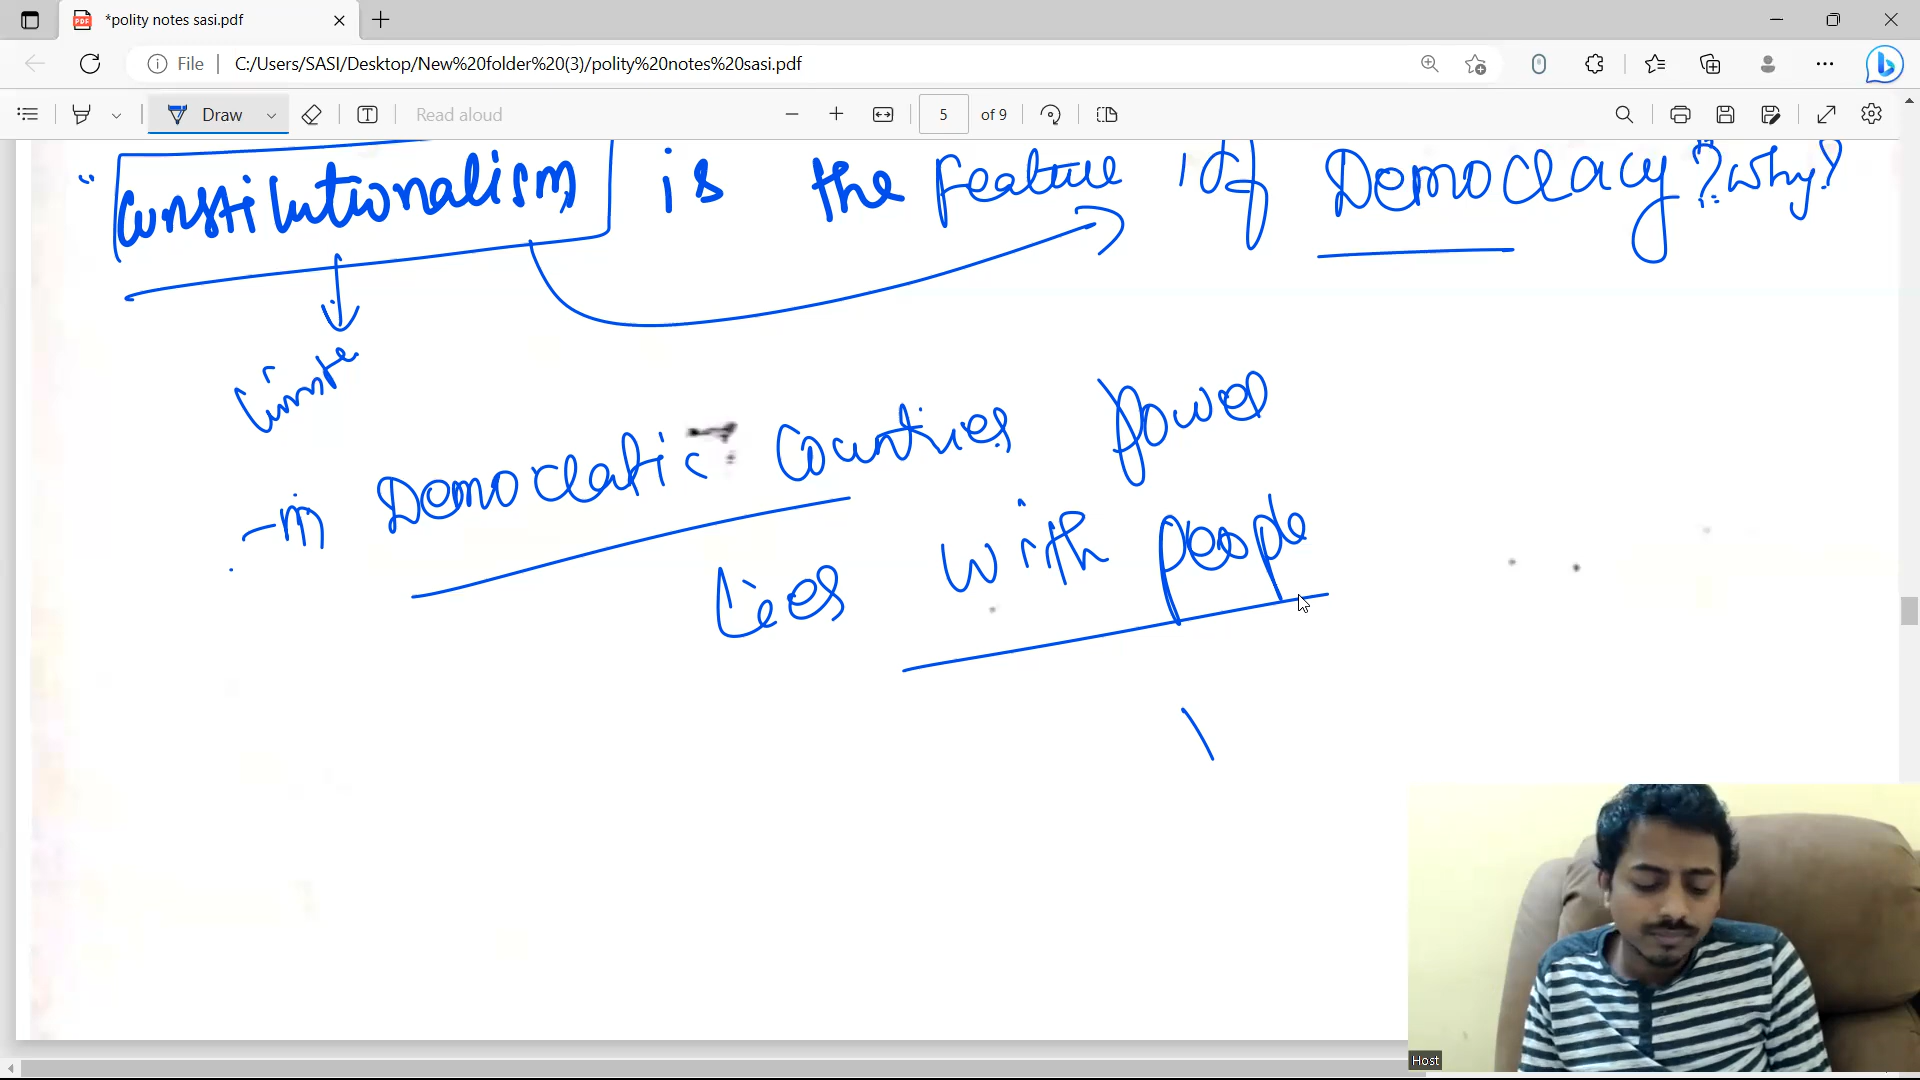 *polity notes sasi.pdf
File
C:/Users/SASI/Desktop/New%20folder%20(3)/polity%20notes%20sasi.pdf
Draw
Read aloud
5 of 9
"Constitutionalism is the feature of Democracy? Why?
Limite
- in Democratic Countries power
Lies with people
Host